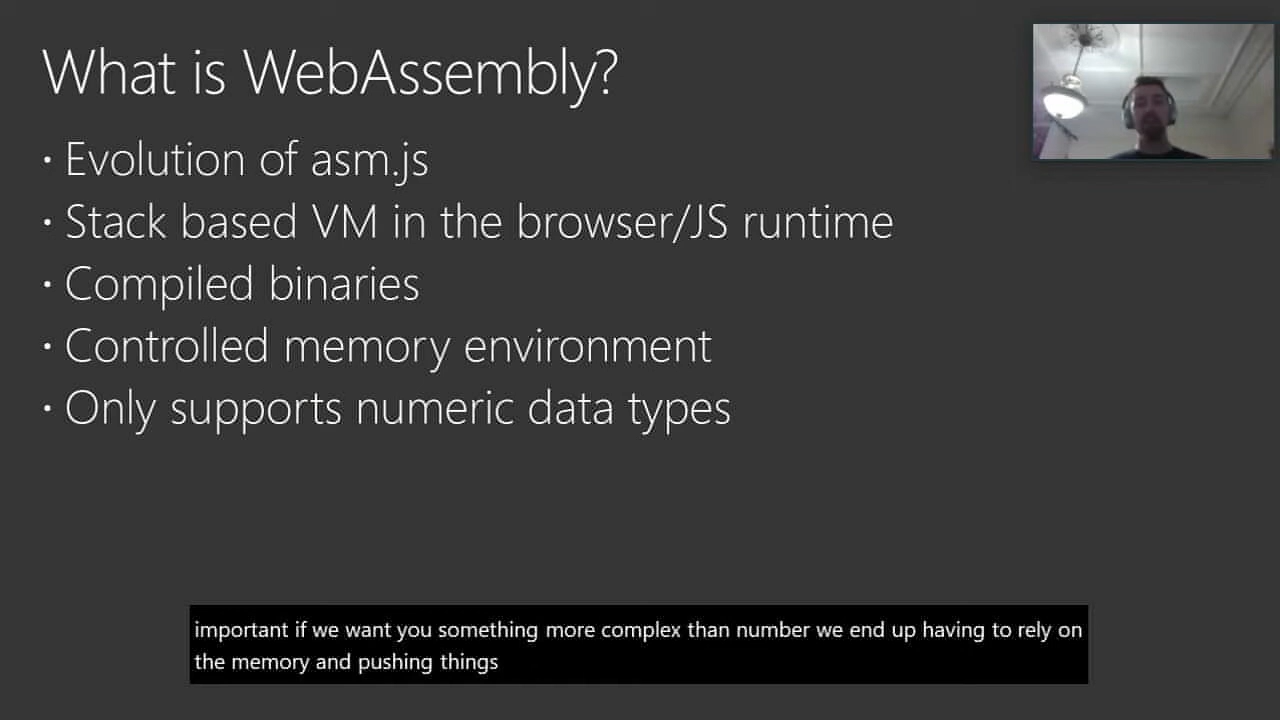 What is WebAssembly?
• Evolution of asm.js
• Stack based VM in the browser/JS runtime
• Compiled binaries
• Controlled memory environment
• Only supports numeric data types
important if we want you something more complex than number we end up having to rely on
the memory and pushing things